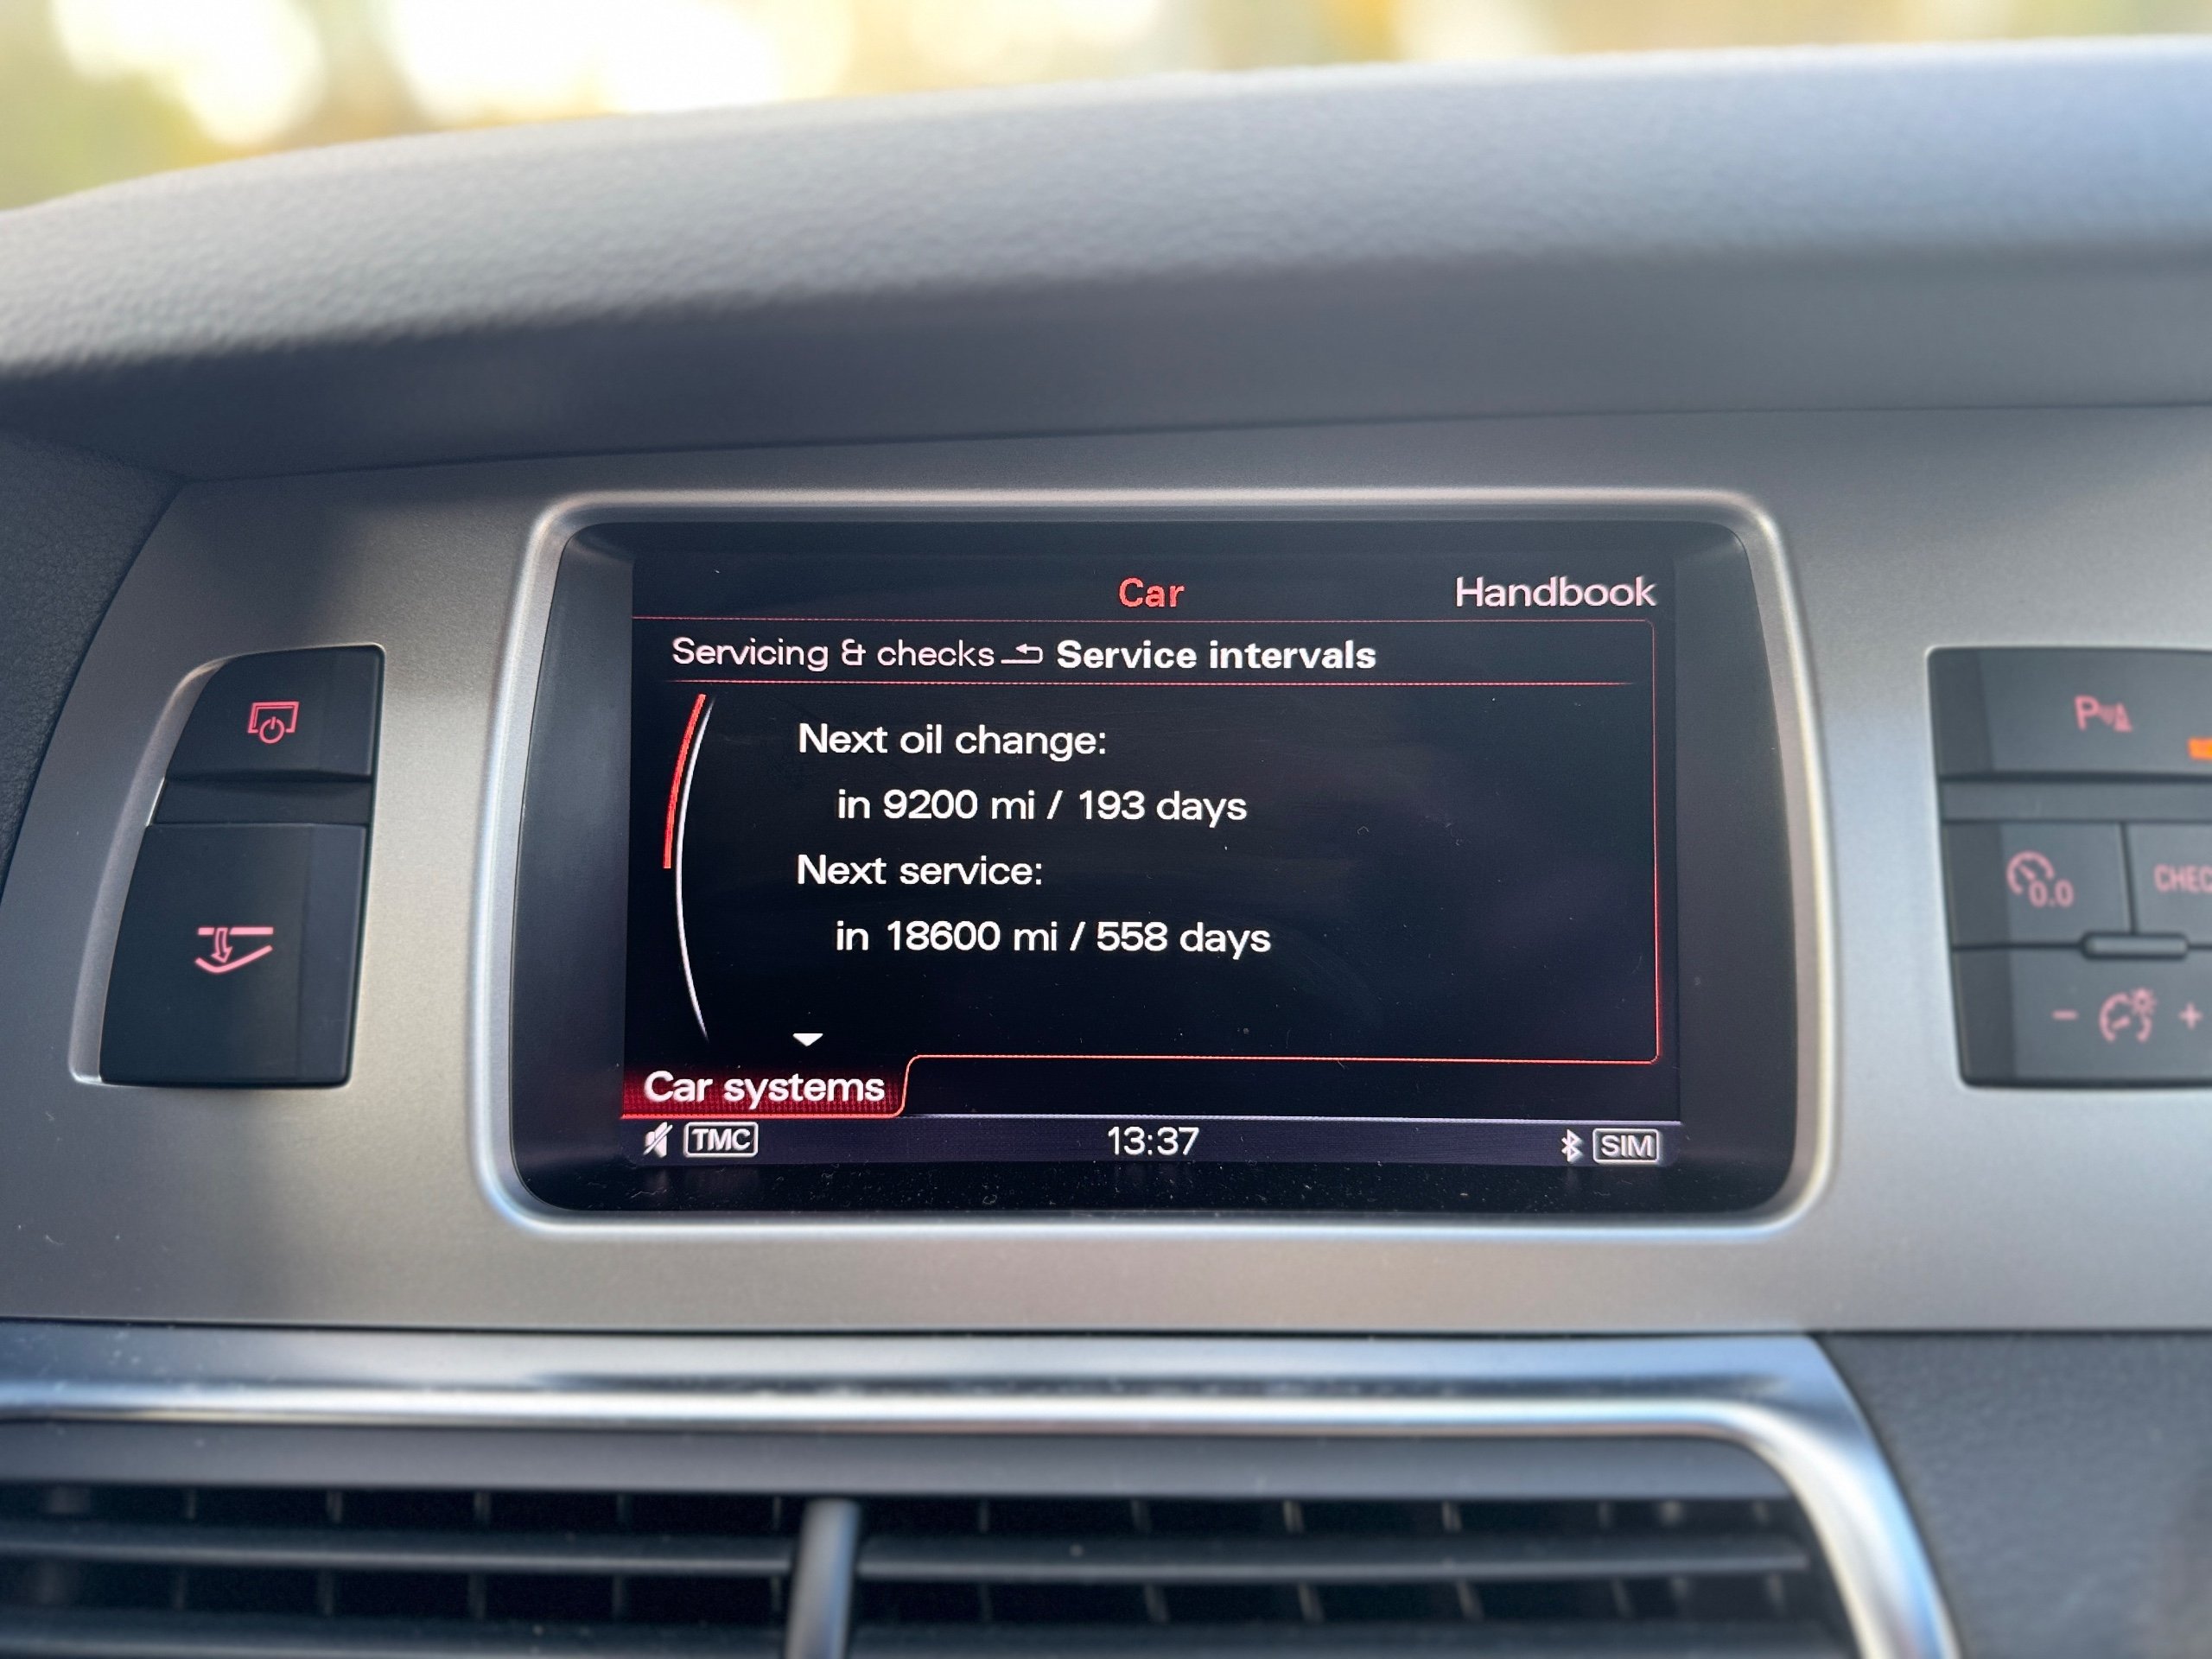 Car Handbook
Servicing & checks Service intervals
Next oil change:
in 9200 mi / 193 days
Next service:
in 18600 mi / 558 days
Car systems
TMC 13:37 SIM
P
0.0
- +